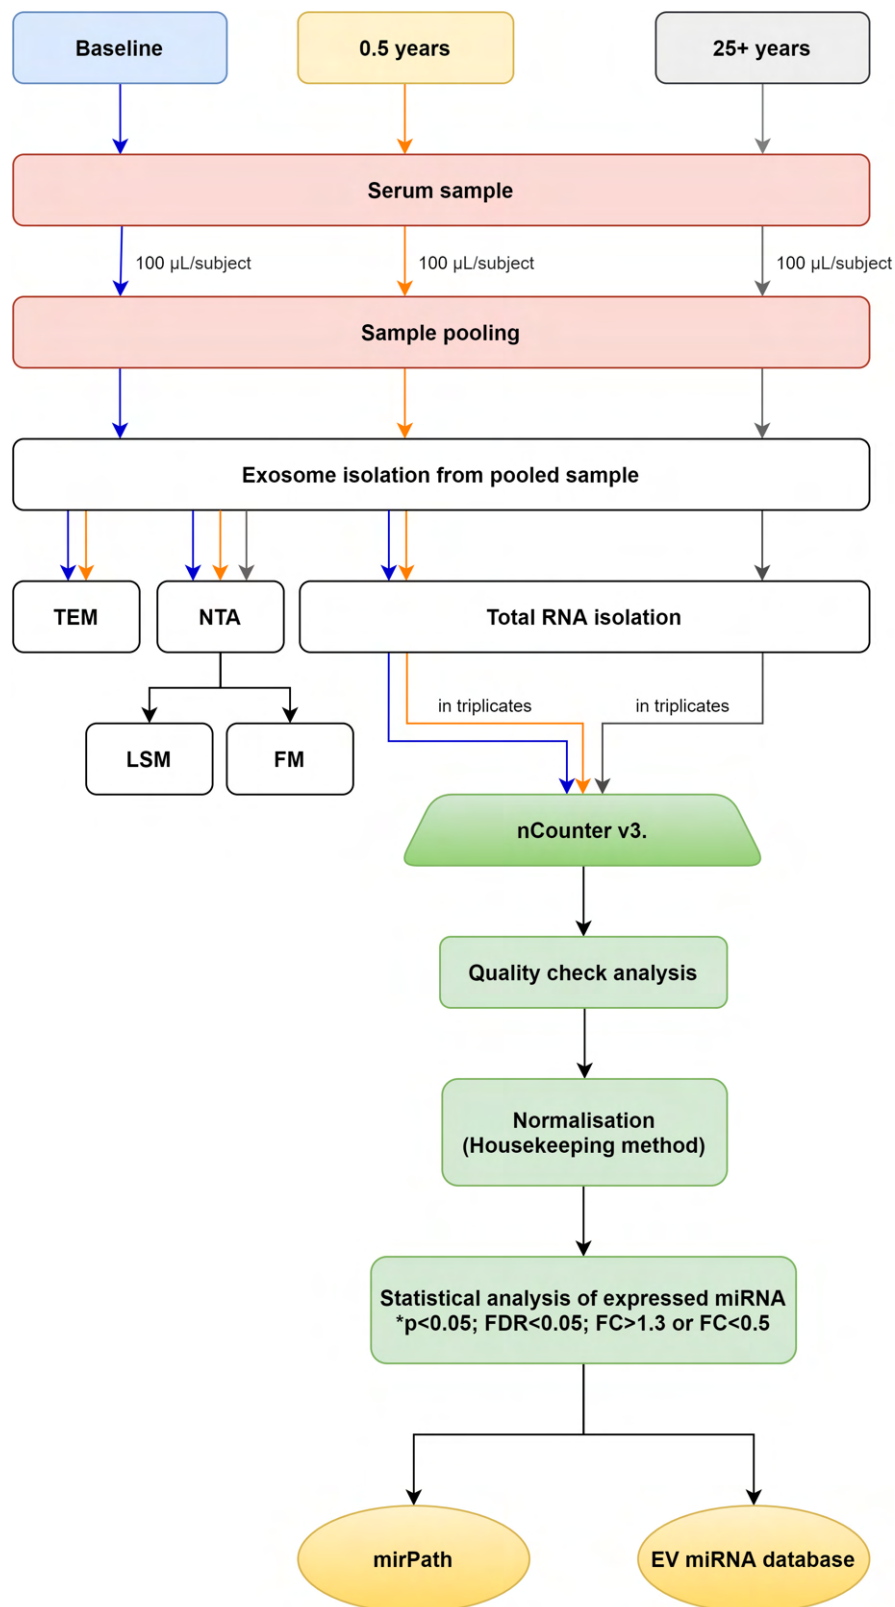 Baseline
0.5 years
25+ years
Serum sample
100 µL/subject
100 µL/subject
100 µL/subject
Sample pooling
Exosome isolation from pooled sample
TEM
NTA
Total RNA isolation
in triplicates
in triplicates
LSM
FM
nCounter v3.
Quality check analysis
Normalisation
(Housekeeping method)
Statistical analysis of expressed miRNA
*p<0.05; FDR<0.05; FC>1.3 or FC<0.5
mirPath
EV miRNA database